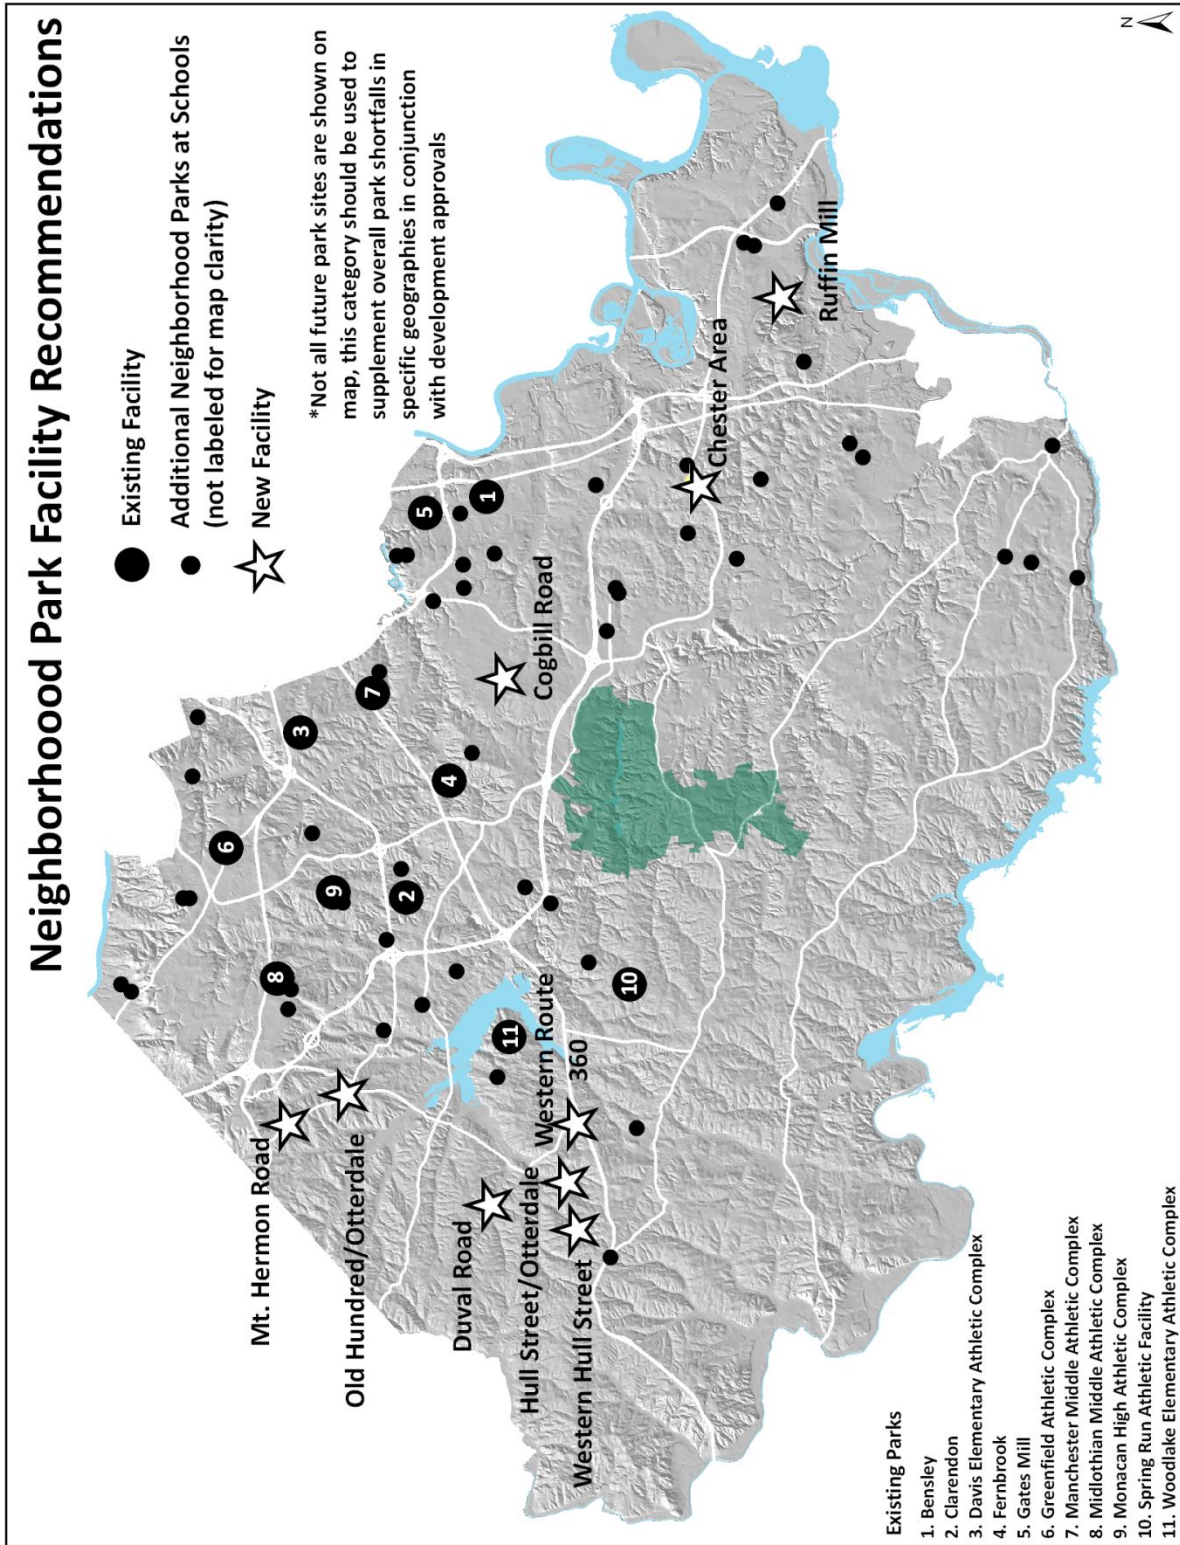 Neighborhoood Park Facility Recommendations
Existing Facility
Additional Neighborhood Parks at Schools
(not labeled for map clarity)
New Facility
*Not all future park sites are shown on
map, this category should be used to
supplement overall park shortfalls in
specific geographies in conjunction
with development approvals
N
Mt. Hermon Road
Old Hundred/Otterdale
Duval Road
Hull Street/Otterdale
Western Hull Street
Western Route
360
Cogbill Road
Chester Area
Ruffin Mill
6
3
7
8
9
2
4
5
1
11
10
Existing Parks
1. Bensley
2. Clarendon
3. Davis Elementary Athletic Complex
4. Fernbrook
5. Gates Mill
6. Greenfield Athletic Complex
7. Manchester Middle Athletic Complex
8. Midlothian Middle Athletic Complex
9. Monacan High Athletic Complex
10. Spring Run Athletic Facility
11. Woodlake Elementary Athletic Complex